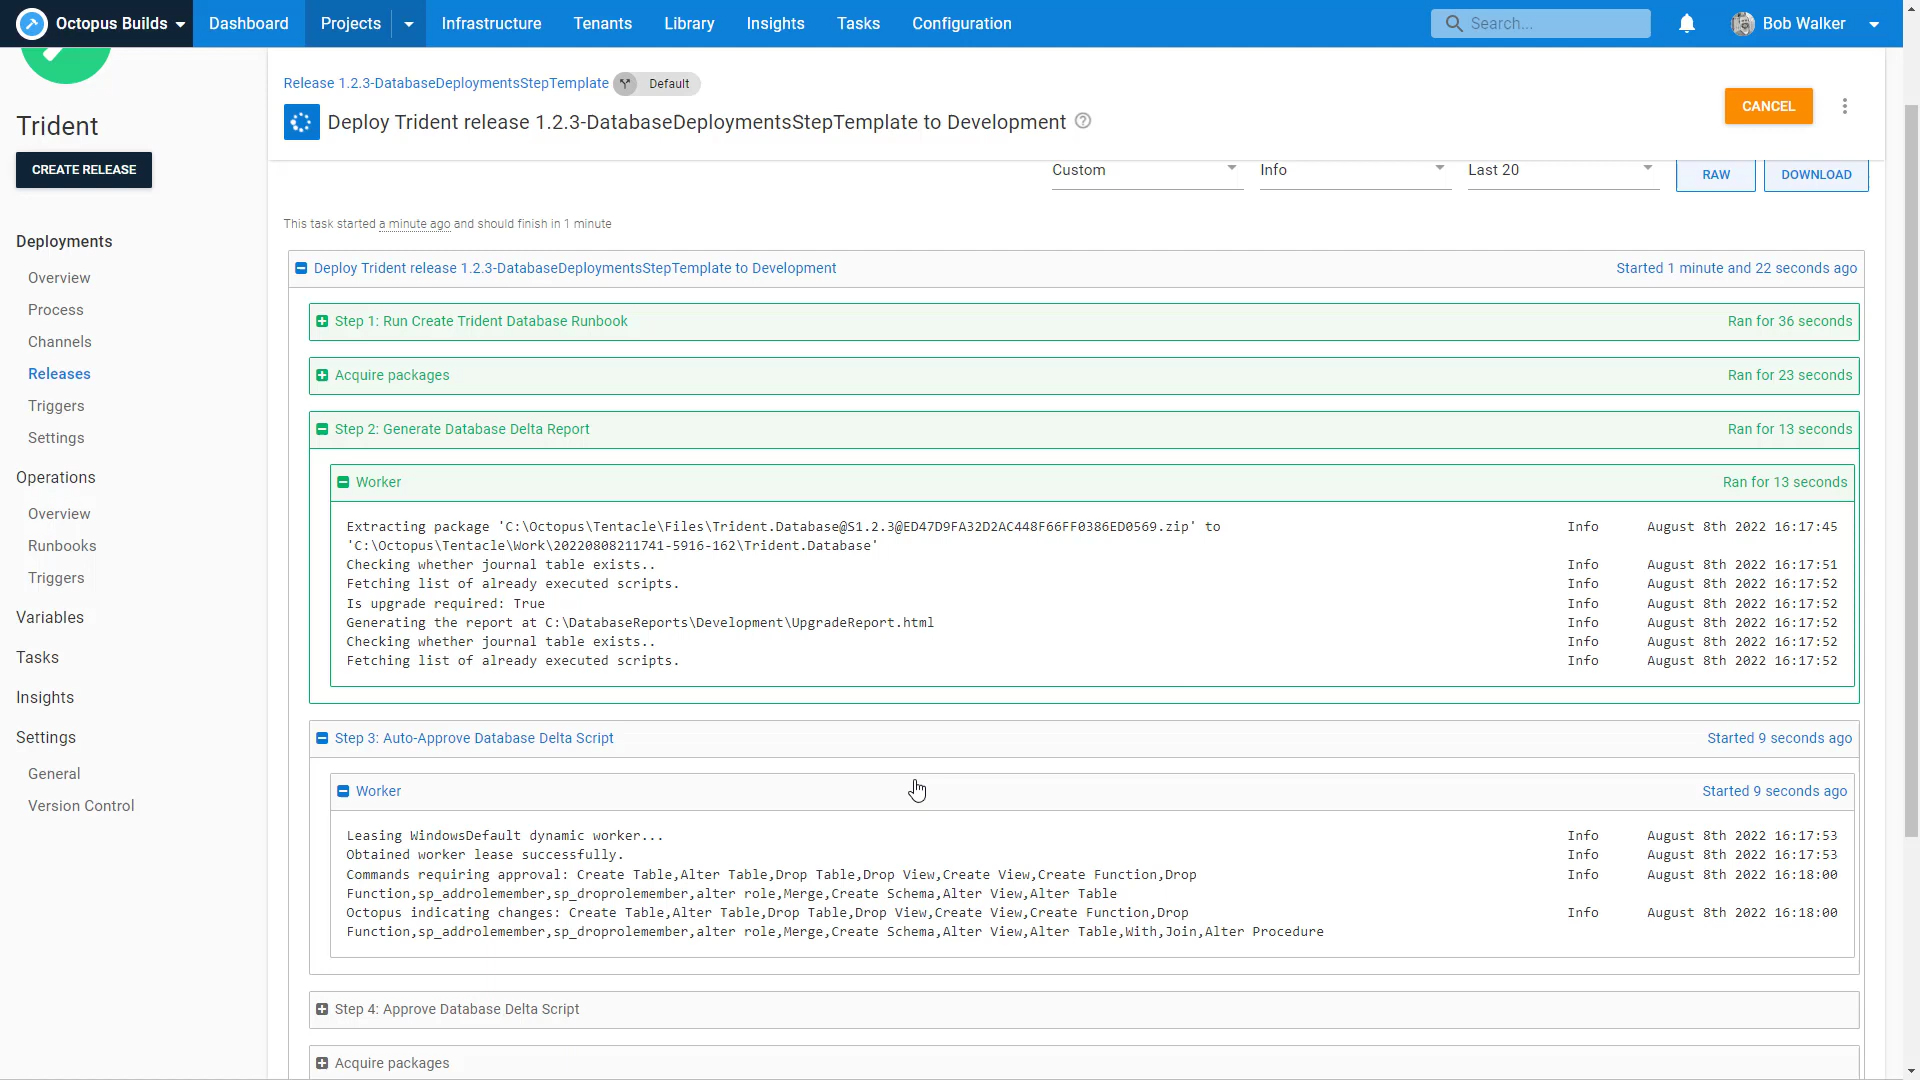 Octopus Builds
Dashboard
Projects
Infrastructure
Tenants
Library
Insights
Tasks
Configuration
Search...
Bob Walker
Trident
CREATE RELEASE
Deployments
Overview
Process
Channels
Releases
Triggers
Settings
Operations
Overview
Runbooks
Triggers
Variables
Tasks
Insights
Settings
General
Version Control
Release 1.2.3-DatabaseDeploymentsStepTemplate Default
Deploy Trident release 1.2.3-DatabaseDeploymentsStepTemplate to Development
CANCEL
Custom
Info
Last 20
RAW
DOWNLOAD
This task started a minute ago and should finish in 1 minute
Deploy Trident release 1.2.3-DatabaseDeploymentsStepTemplate to Development Started 1 minute and 22 seconds ago
Step 1: Run Create Trident Database Runbook Ran for 36 seconds
Acquire packages Ran for 23 seconds
Step 2: Generate Database Delta Report Ran for 13 seconds
Worker Ran for 13 seconds
Extracting package 'C:\Octopus\Tentacle\Files\Trident.Database@S1.2.3@ED47D9FA32D2AC448F66FF0386ED0569.zip' to Info August 8th 2022 16:17:45
'C:\Octopus\Tentacle\Work\20220808211741-5916-162\Trident.Database'
Checking whether journal table exists.. Info August 8th 2022 16:17:51
Fetching list of already executed scripts. Info August 8th 2022 16:17:52
Is upgrade required: True Info August 8th 2022 16:17:52
Generating the report at C:\DatabaseReports\Development\UpgradeReport.html Info August 8th 2022 16:17:52
Checking whether journal table exists.. Info August 8th 2022 16:17:52
Fetching list of already executed scripts. Info August 8th 2022 16:17:52
Step 3: Auto-Approve Database Delta Script Started 9 seconds ago
Worker Started 9 seconds ago
Leasing WindowsDefault dynamic worker... Info August 8th 2022 16:17:53
Obtained worker lease successfully. Info August 8th 2022 16:17:53
Commands requiring approval: Create Table,Alter Table,Drop Table,Drop View,Create View,Create Function,Drop Info August 8th 2022 16:18:00
Function,sp_addrolemember,sp_droprolemember,alter role,Merge,Create Schema,Alter View,Alter Table
Octopus indicating changes: Create Table,Alter Table,Drop Table,Drop View,Create View,Create Function,Drop Info August 8th 2022 16:18:00
Function,sp_addrolemember,sp_droprolemember,alter role,Merge,Create Schema,Alter View,Alter Table,With,Join,Alter Procedure
Step 4: Approve Database Delta Script
Acquire packages